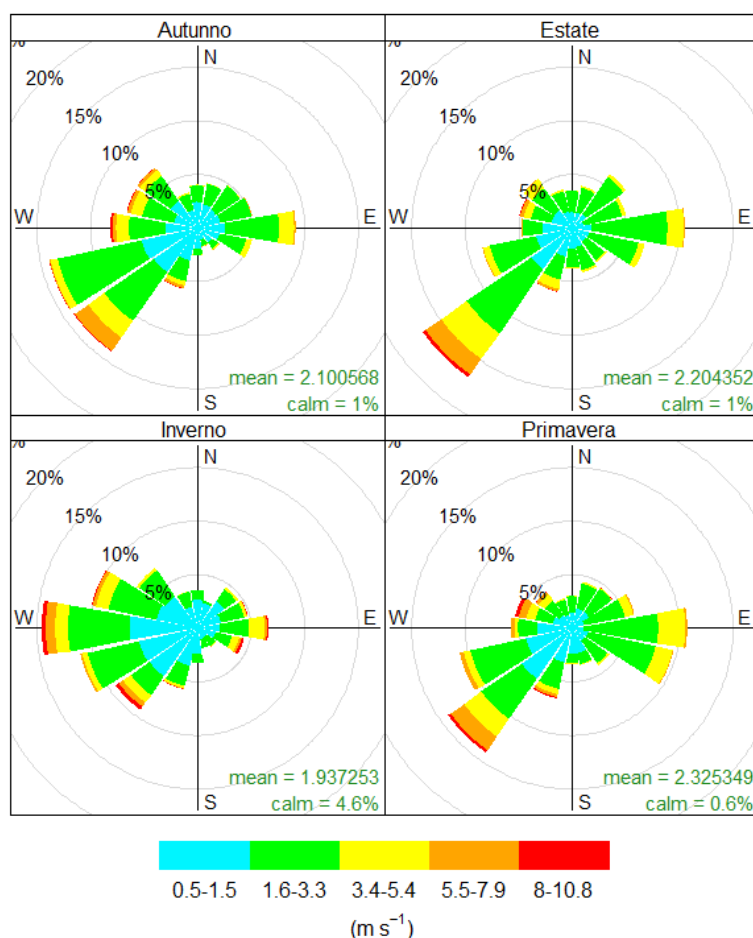 Autunno
Estate
%
N
20%
15%
10%
5%
W
E
S
mean = 2.100568
calm = 1%
%
N
20%
15%
10%
5%
W
E
S
mean = 2.204352
calm = 1%
Inverno
Primavera
%
N
20%
15%
10%
5%
W
E
S
mean = 1.937253
calm = 4.6%
%
N
20%
15%
10%
5%
W
E
S
mean = 2.325349
calm = 0.6%
0.5-1.5 1.6-3.3 3.4-5.4 5.5-7.9 8-10.8
(m s⁻¹)